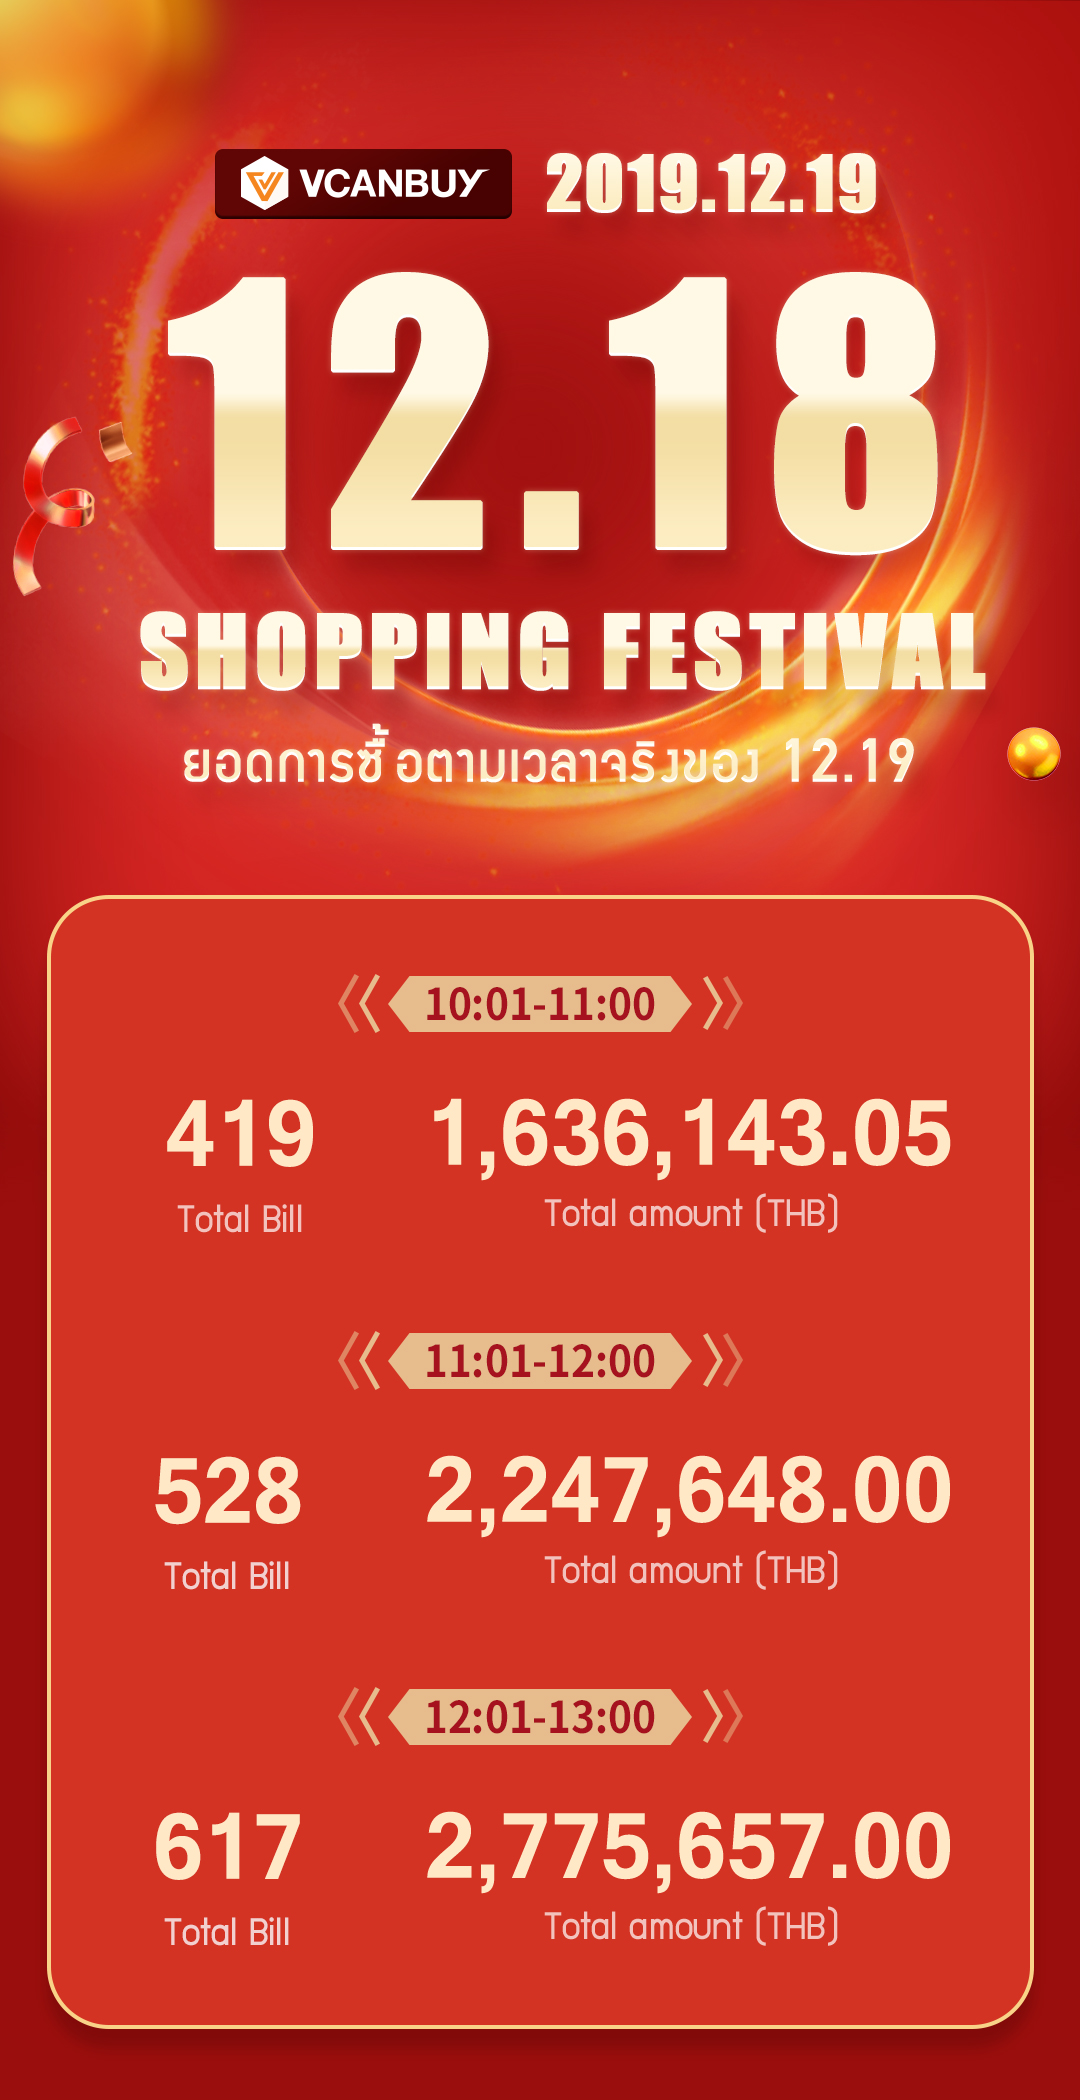 VCANBUY 2019.12.19
12.18
SHOPPING FESTIVAL
ยอดการซื้อตามเวลาจริงของ 12.19
10:01-11:00
419 1,636,143.05
Total Bill Total amount (THB)
11:01-12:00
528 2,247,648.00
Total Bill Total amount (THB)
12:01-13:00
617 2,775,657.00
Total Bill Total amount (THB)